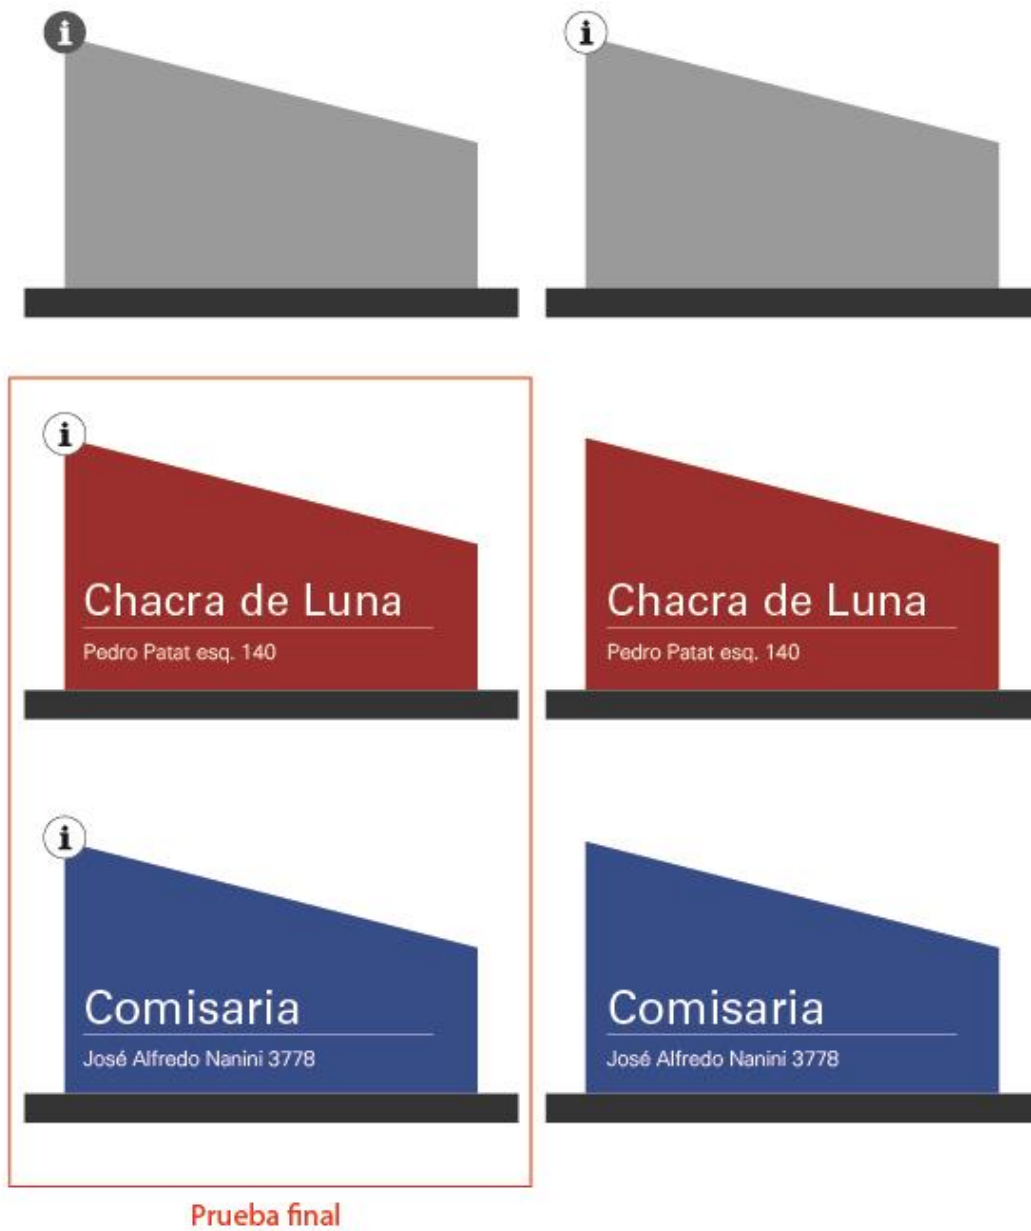 i
i
i
Chacra de Luna
Pedro Patat esq. 140
Chacra de Luna
Pedro Patat esq. 140
i
Comisaria
José Alfredo Nanini 3778
Comisaria
José Alfredo Nanini 3778
Prueba final